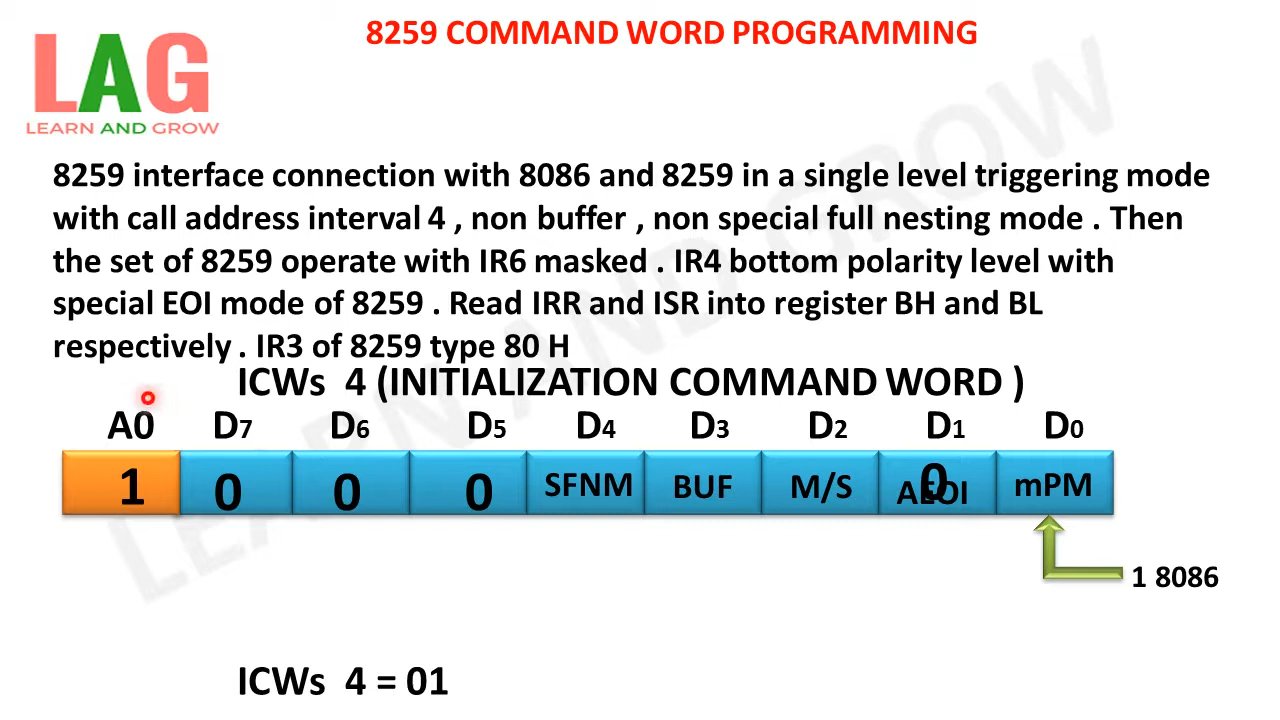 8259 COMMAND WORD PROGRAMMING
LAG
LEARN AND GROW
8259 interface connection with 8086 and 8259 in a single level triggering mode
with call address interval 4 , non buffer , non special full nesting mode . Then
the set of 8259 operate with IR6 masked . IR4 bottom polarity level with
special EOI mode of 8259 . Read IRR and ISR into register BH and BL
respectively . IR3 of 8259 type 80 H
ICWs 4 (INITIALIZATION COMMAND WORD )
A0 D7 D6 D5 D4 D3 D2 D1 D0
1 0 0 0 SFNM BUF M/S AEOI 0 mPM
1 8086
ICWs 4 = 01
LEARN AND GROW